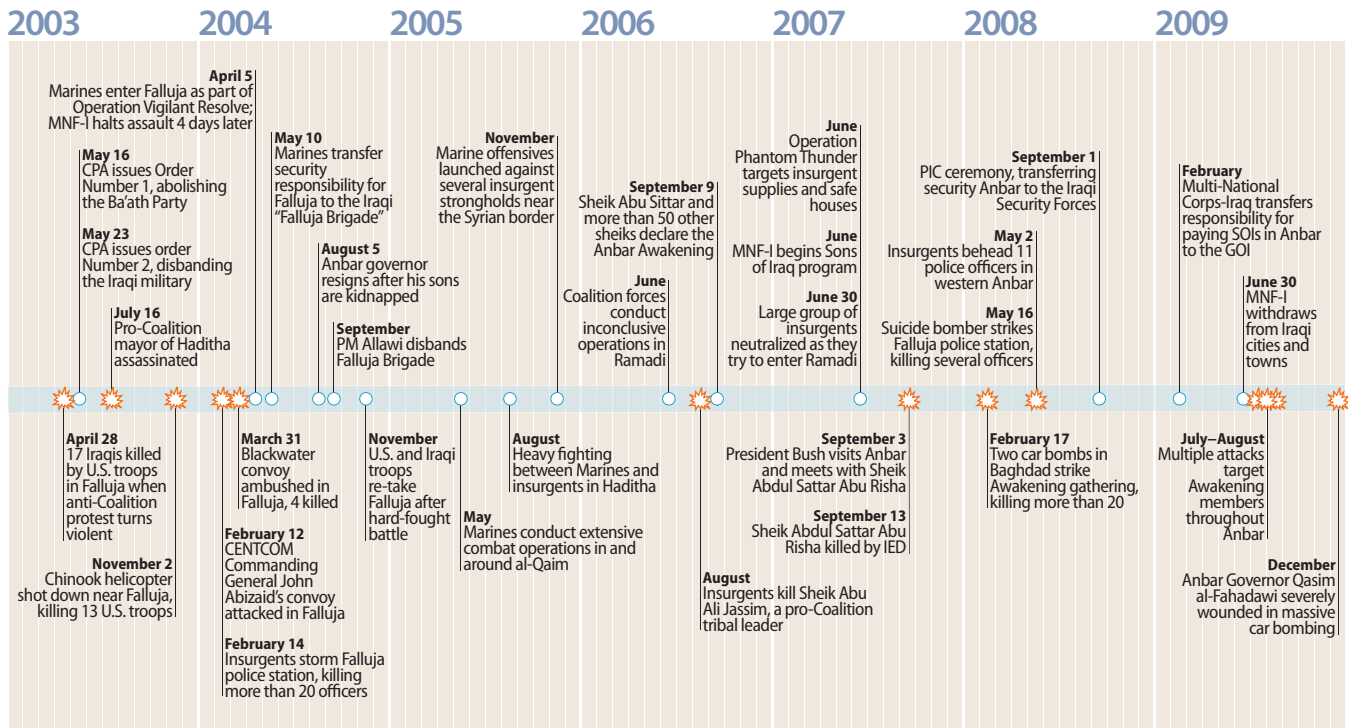 2003
2004
2005
2006
2007
2008
2009
April 5
Marines enter Falluja as part of
Operation Vigilant Resolve;
MNF-I halts assault 4 days later
May 16
CPA issues Order
Number 1, abolishing
the Ba'ath Party
May 23
CPA issues order
Number 2, disbanding
the Iraqi military
July 16
Pro-Coalition
mayor of Haditha
assassinated
May 10
Marines transfer
security
responsibility for
Falluja to the Iraqi
“Falluja Brigade”
August 5
Anbar governor
resigns after his sons
are kidnapped
September
PM Allawi disbands
Falluja Brigade
November
Marine offensives
launched against
several insurgent
strongholds near
the Syrian border
September 9
Sheik Abu Sittar and
more than 50 other
sheiks declare the
Anbar Awakening
June
Coalition forces
conduct
inconclusive
operations in
Ramadi
June
Operation
Phantom Thunder
targets insurgent
supplies and safe
houses
June
MNF-I begins Sons
of Iraq program
June 30
Large group of
insurgents
neutralized as they
try to enter Ramadi
September 1
PIC ceremony, transferring
security Anbar to the Iraqi
Security Forces
May 2
Insurgents behead 11
police officers in
western Anbar
May 16
Suicide bomber strikes
Falluja police station,
killing several officers
February
Multi-National
Corps-Iraq transfers
responsibility for
paying SOIs in Anbar
to the GOI
June 30
MNF-I
withdraws
from Iraqi
cities and
towns
April 28
17 Iraqis killed
by U.S. troops
in Falluja when
anti-Coalition
protest turns
violent
November 2
Chinook helicopter
shot down near Falluja,
killing 13 U.S. troops
March 31
Blackwater
convoy
ambushed in
Falluja, 4 killed
February 12
CENTCOM
Commanding
General John
Abizaid's convoy
attacked in Falluja
February 14
Insurgents storm Falluja
police station, killing
more than 20 officers
November
U.S. and Iraqi
troops
re-take
Falluja after
hard-fought
battle
May
Marines conduct extensive
combat operations in and
around al-Qaim
August
Heavy fighting
between Marines and
insurgents in Haditha
August
Insurgents kill Sheik Abu
Ali Jassim, a pro-Coalition
tribal leader
September 3
President Bush visits Anbar
and meets with Sheik
Abdul Sattar Abu Risha
September 13
Sheik Abdul Sattar Abu
Risha killed by IED
February 17
Two car bombs in
Baghdad strike
Awakening gathering,
killing more than 20
July–August
Multiple attacks
target
Awakening
members
throughout
Anbar
December
Anbar Governor Qasim
al-Fahadawi severely
wounded in massive
car bombing